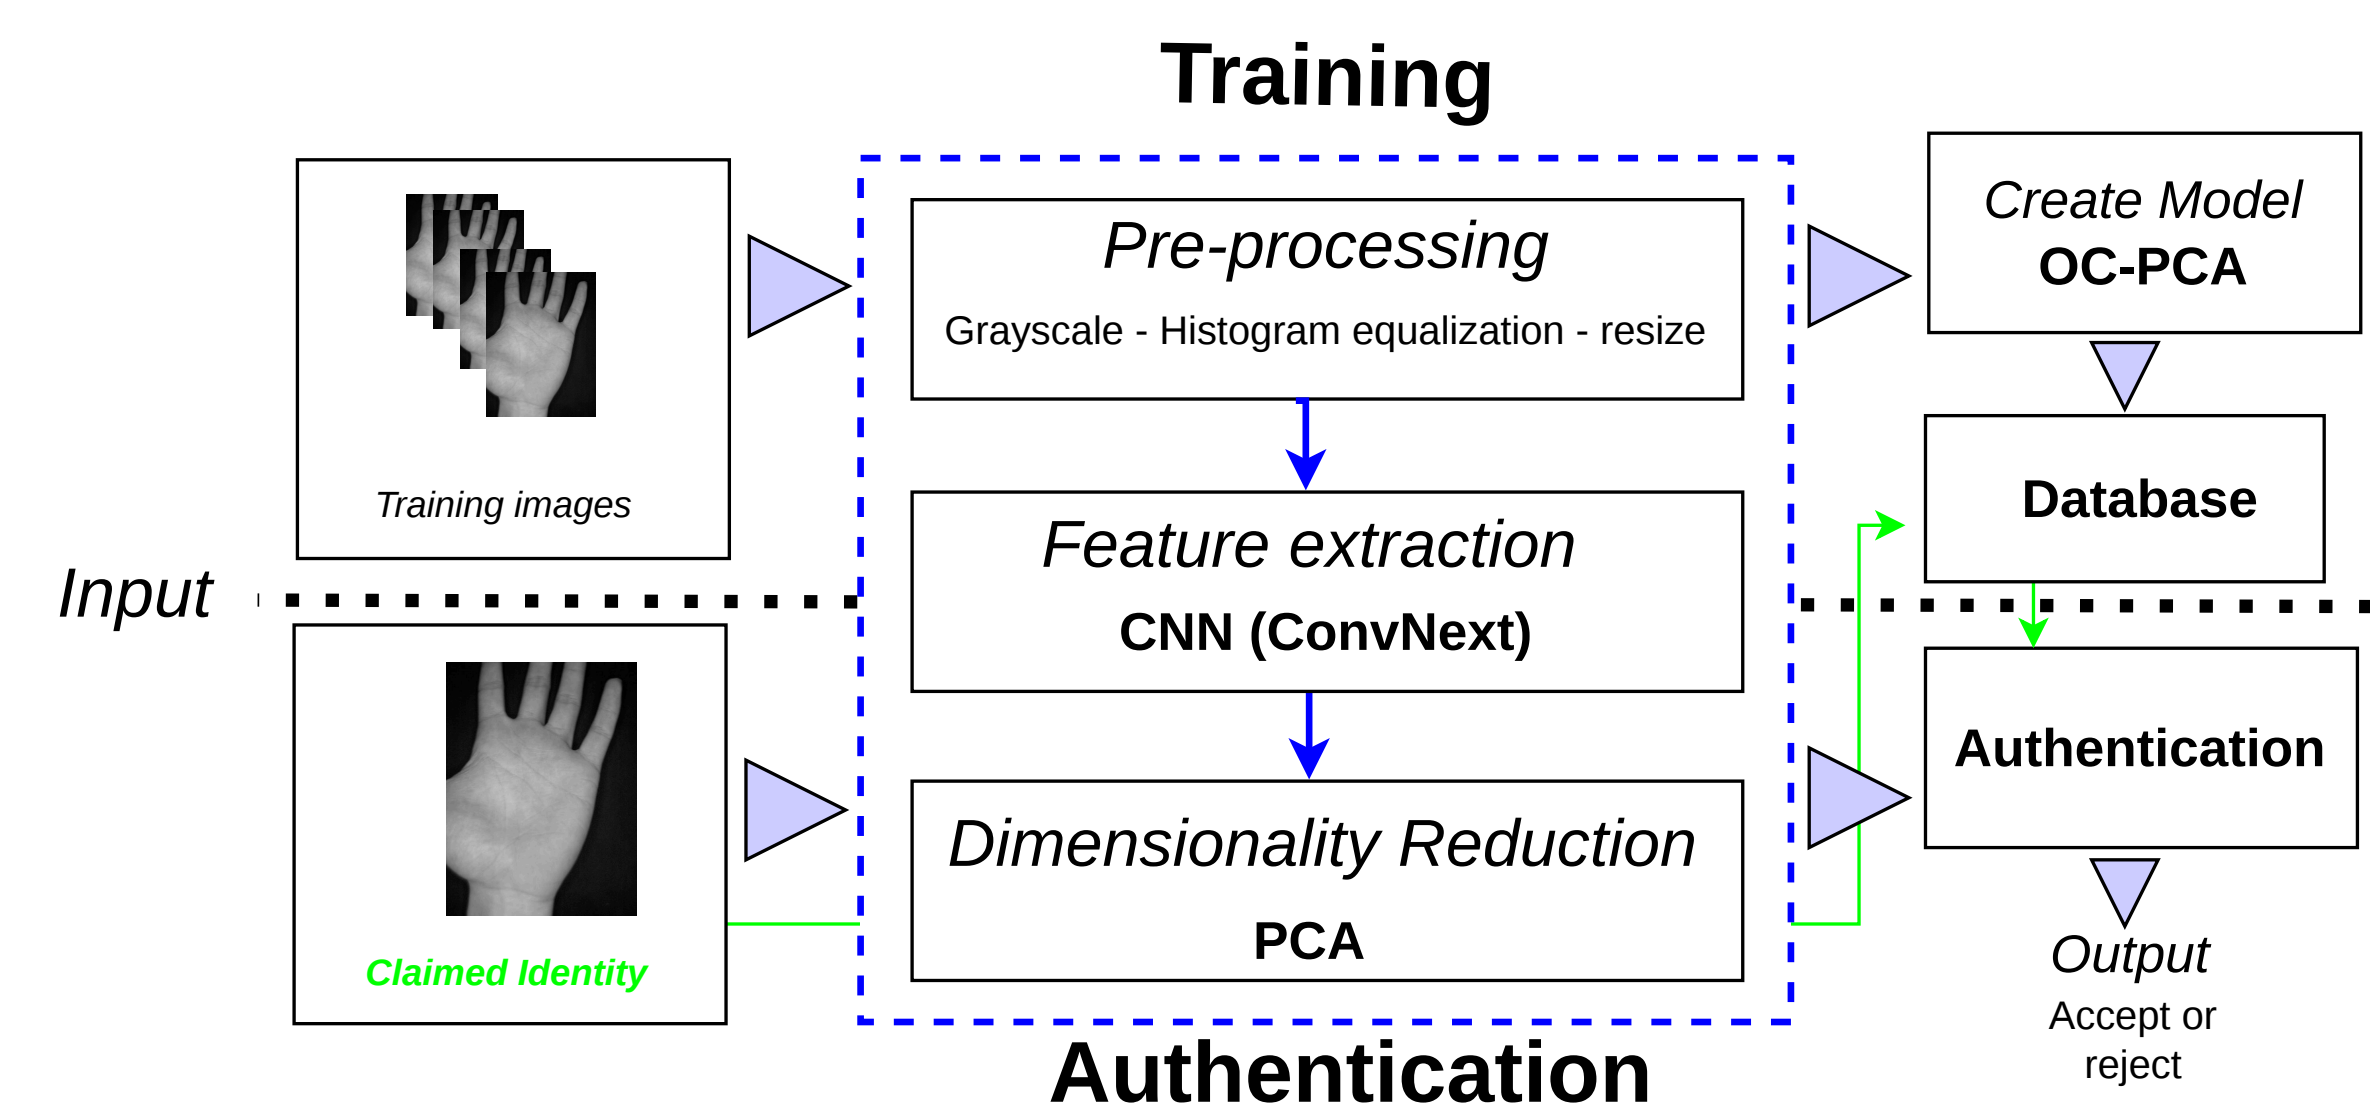 Training
Training images
Input
Claimed Identity
Pre-processing
Grayscale - Histogram equalization - resize
Feature extraction
CNN (ConvNext)
Dimensionality Reduction
PCA
Create Model
OC-PCA
Database
Authentication
Output
Accept or
reject
Authentication